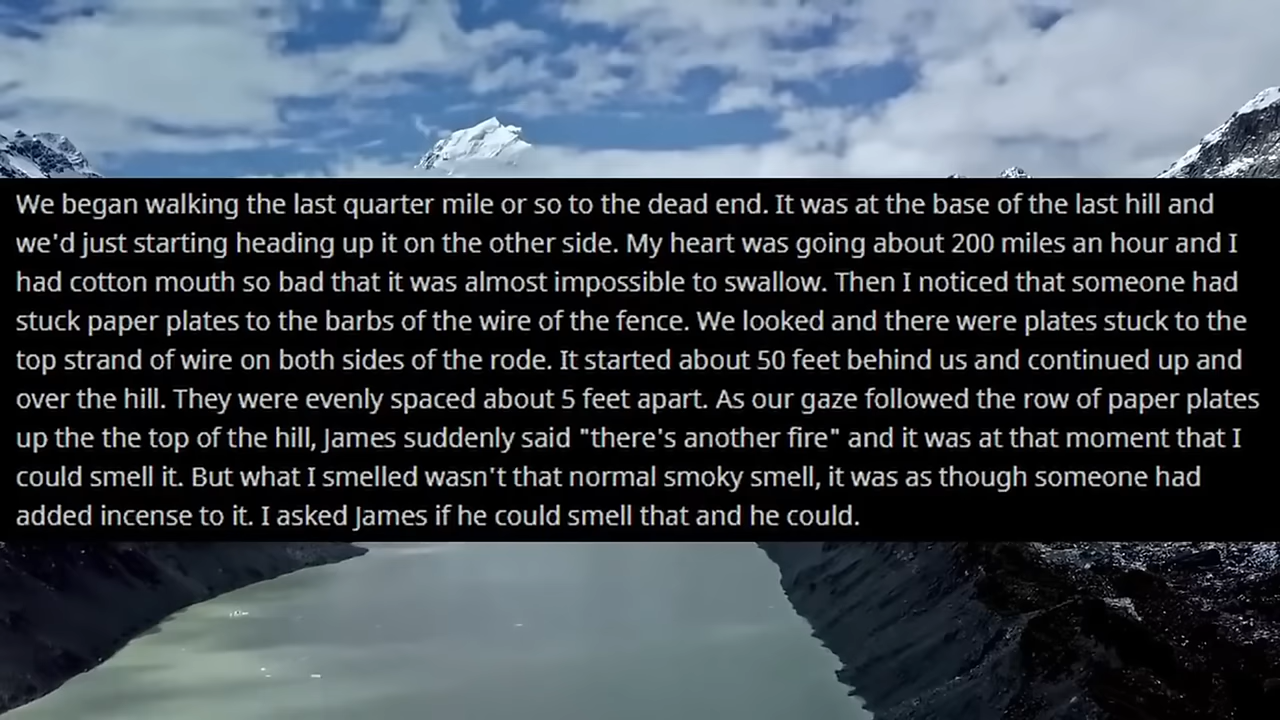 We began walking the last quarter mile or so to the dead end. It was at the base of the last hill and
we'd just starting heading up it on the other side. My heart was going about 200 miles an hour and I
had cotton mouth so bad that it was almost impossible to swallow. Then I noticed that someone had
stuck paper plates to the barbs of the wire of the fence. We looked and there were plates stuck to the
top strand of wire on both sides of the rode. It started about 50 feet behind us and continued up and
over the hill. They were evenly spaced about 5 feet apart. As our gaze followed the row of paper plates
up the the top of the hill, James suddenly said "there's another fire" and it was at that moment that I
could smell it. But what I smelled wasn't that normal smoky smell, it was as though someone had
added incense to it. I asked James if he could smell that and he could.